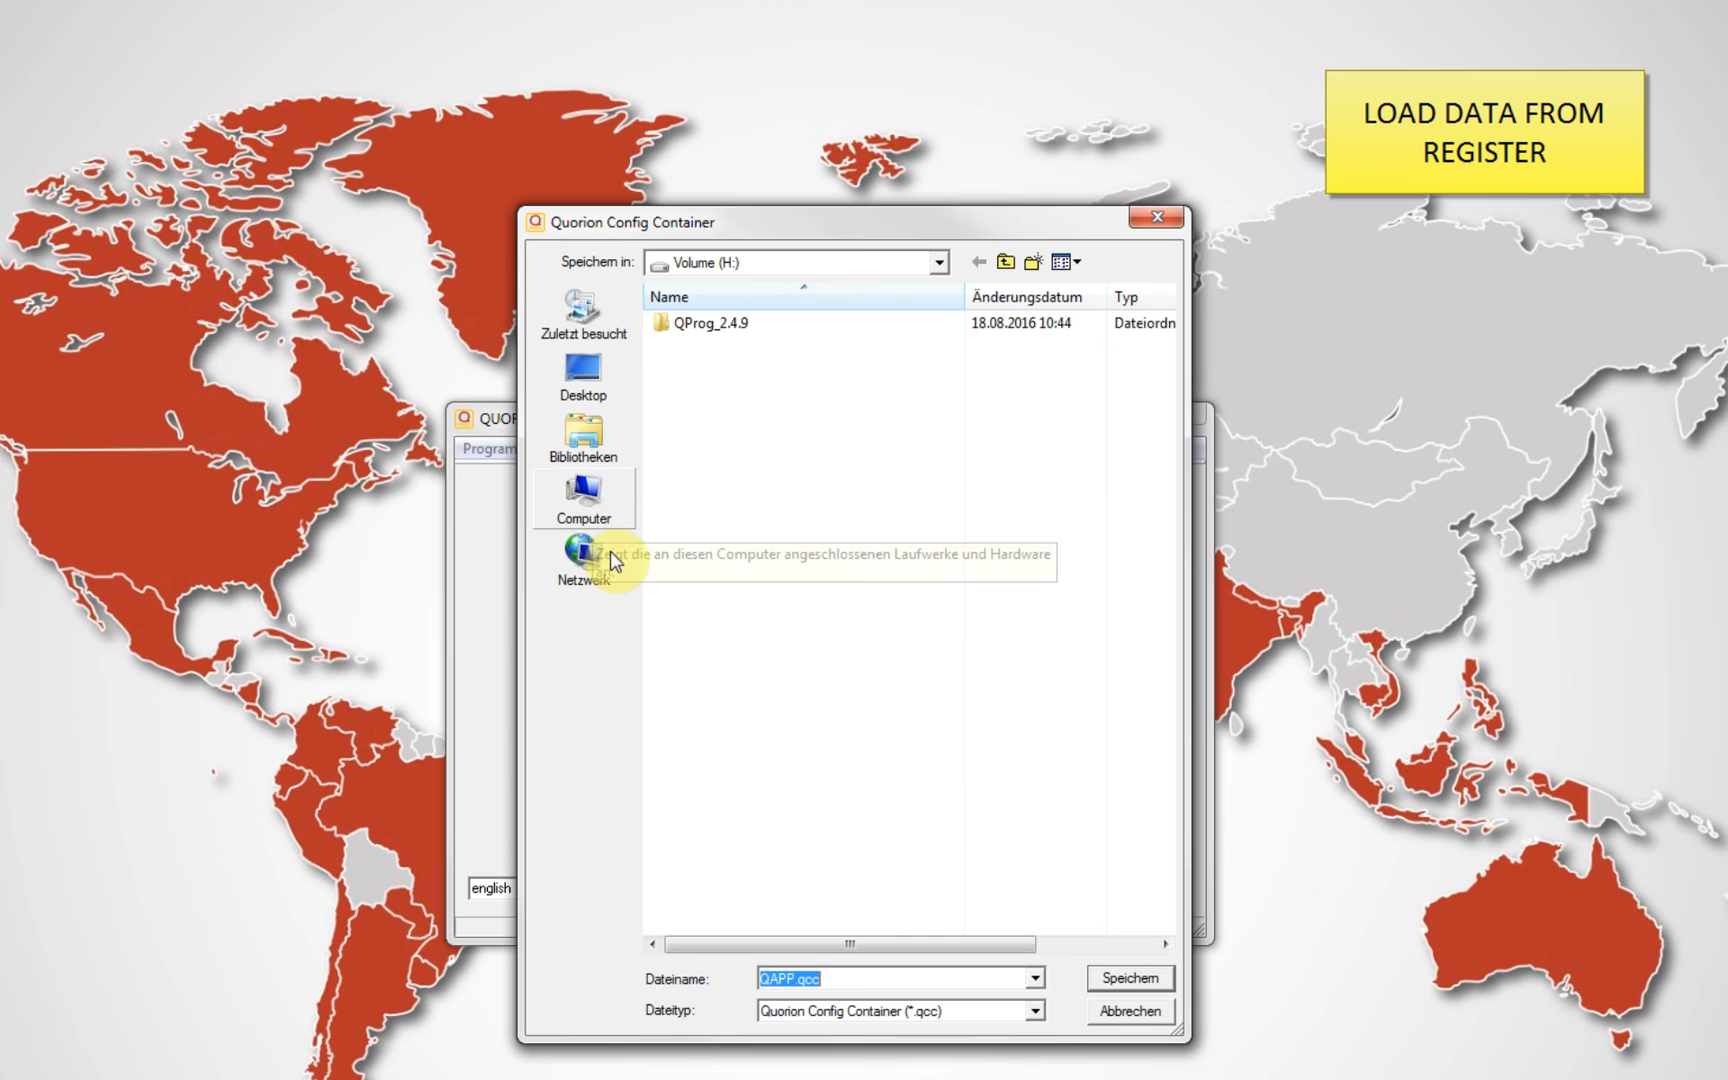 LOAD DATA FROM
REGISTER
Quorion Config Container
Speichern in:
Volume (H:)
Name
Änderungsdatum
Typ
Zuletzt besucht
QProg_2.4.9
18.08.2016 10:44
Dateiordn
Desktop
QUOR
Program
Bibliotheken
Computer
Zeigt die an diesen Computer angeschlossenen Laufwerke und Hardware
an.
Netzwerk
english
Dateiname:
QAPP.qcc
Speichern
Dateityp:
Quorion Config Container (*.qcc)
Abbrechen